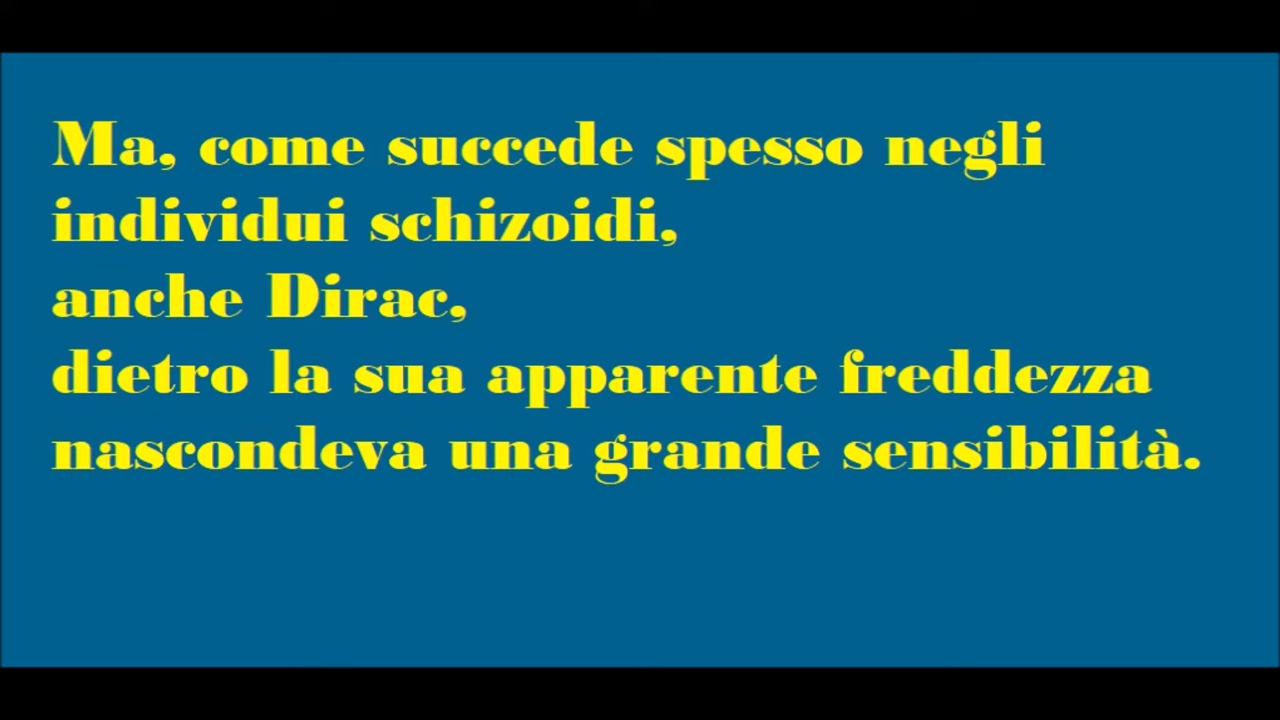 Ma, come succede spesso negli
individui schizoidi,
anche Dirac,
dietro la sua apparente freddezza
nascondeva una grande sensibilità.